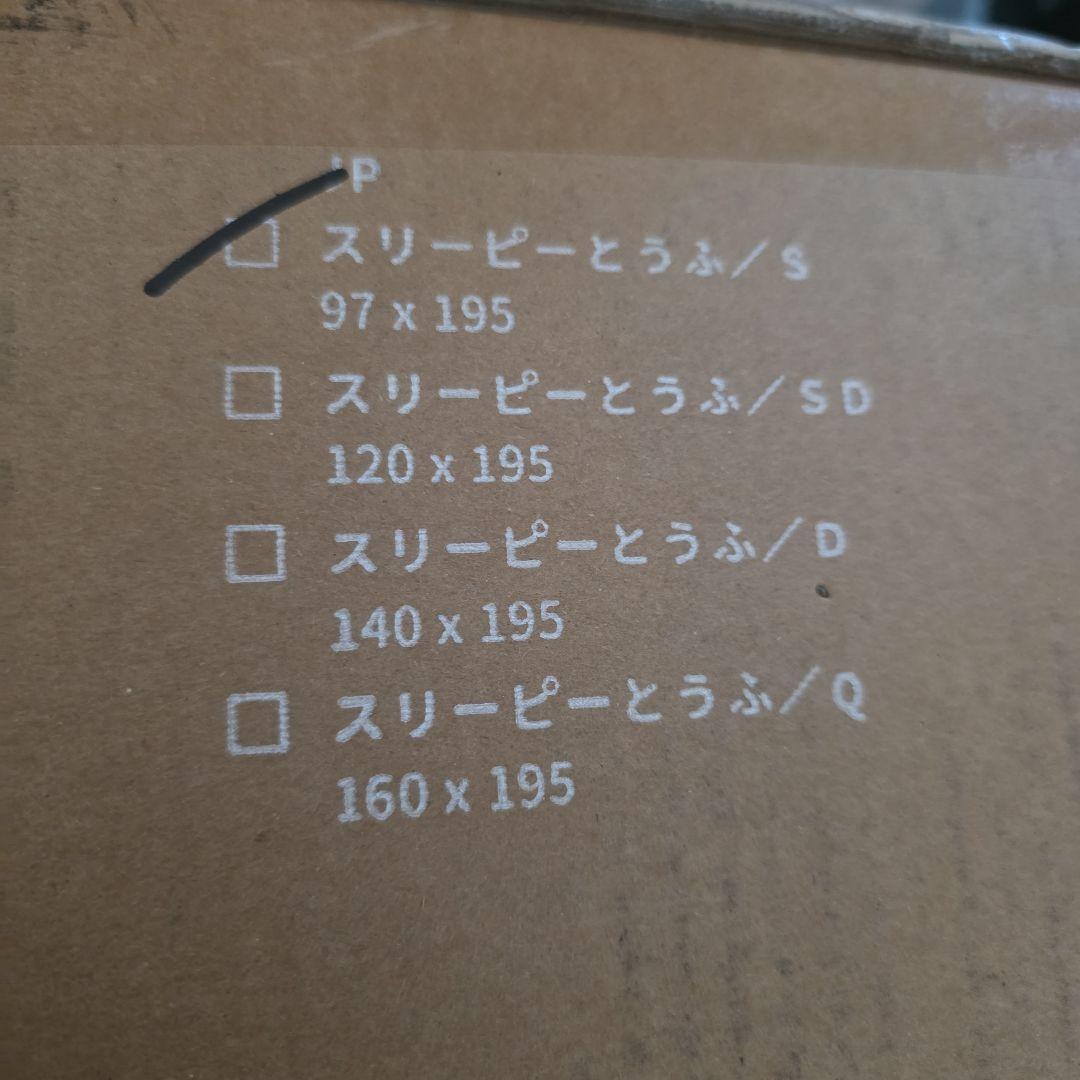 JP
□ スリーピーとうふ／S
97 x 195
□ スリーピーとうふ／SD
120 x 195
□ スリーピーとうふ／D
140 x 195
□ スリーピーとうふ／Q
160 x 195